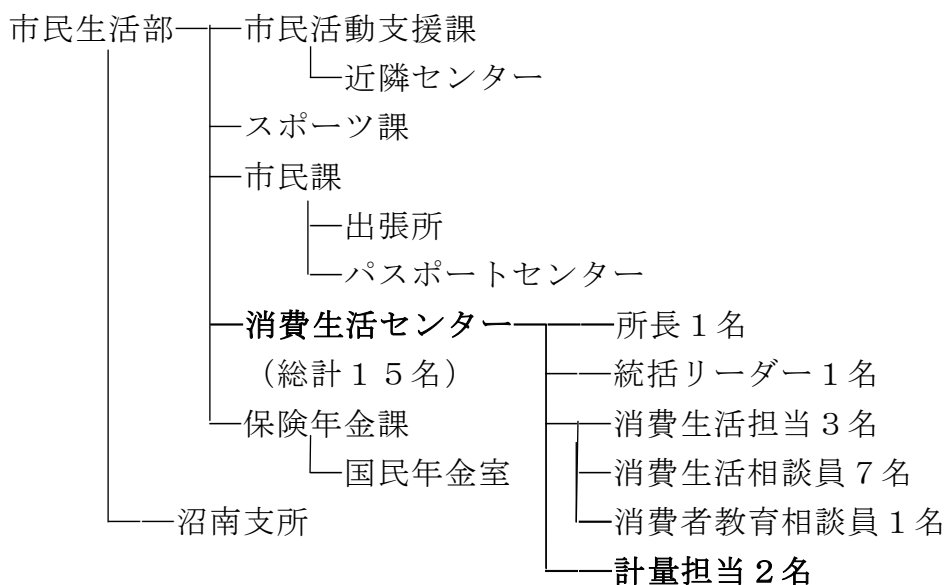 市民生活部 市民活動支援課
近隣センター
スポーツ課
市民課
出張所
パスポートセンター
消費生活センター 所長1名
(総計15名) 統括リーダー1名
保険年金課 消費生活担当3名
国民年金室 消費生活相談員7名
沼南支所 消費者教育相談員1名
計量担当2名